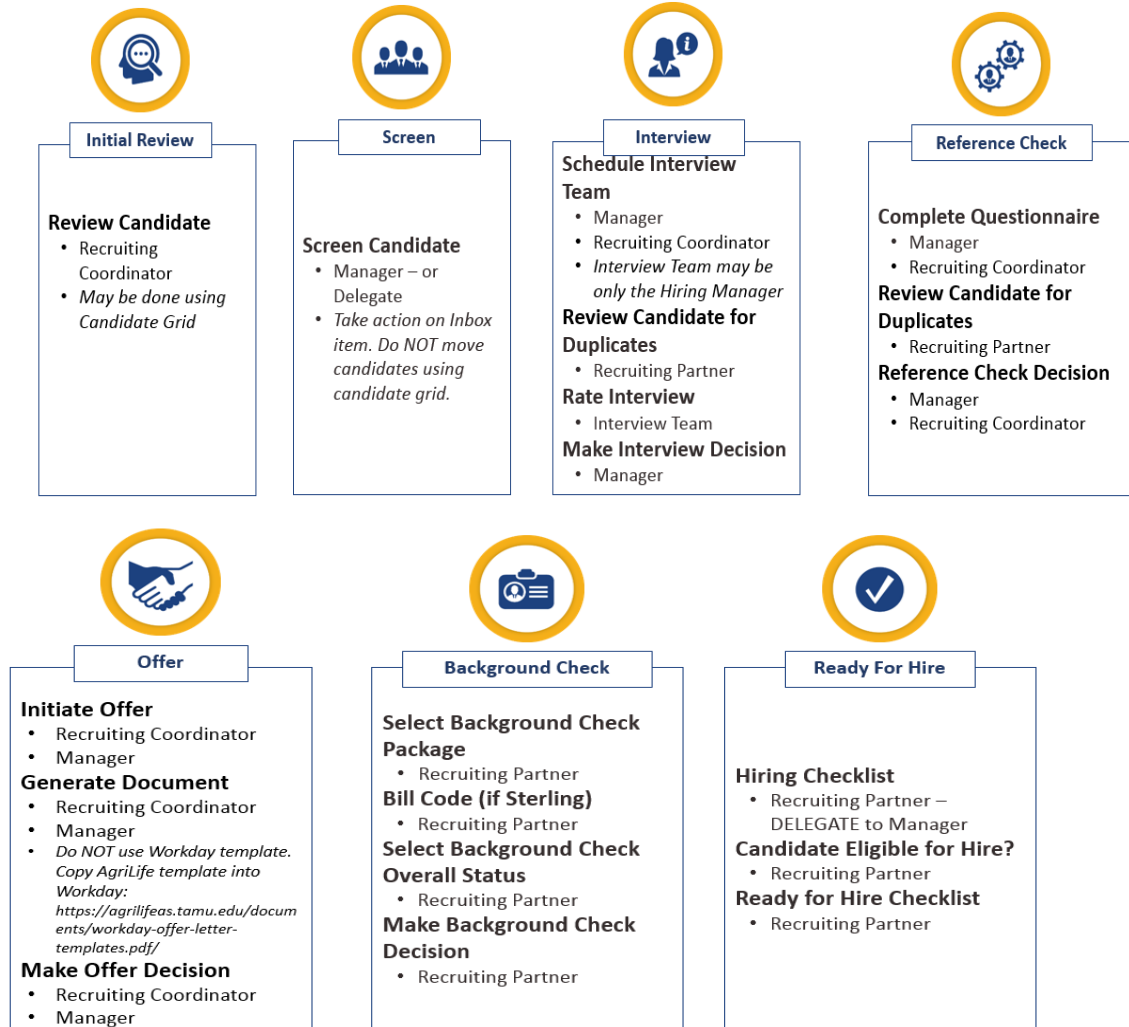 Initial Review
Review Candidate
• Recruiting
Coordinator
• May be done using
Candidate Grid
Screen
Screen Candidate
• Manager – or
Delegate
• Take action on Inbox
item. Do NOT move
candidates using
candidate grid.
Interview
Schedule Interview
Team
• Manager
• Recruiting Coordinator
• Interview Team may be
only the Hiring Manager
Review Candidate for
Duplicates
• Recruiting Partner
Rate Interview
• Interview Team
Make Interview Decision
• Manager
Reference Check
Complete Questionnaire
• Manager
• Recruiting Coordinator
Review Candidate for
Duplicates
• Recruiting Partner
Reference Check Decision
• Manager
• Recruiting Coordinator
Offer
Initiate Offer
• Recruiting Coordinator
• Manager
Generate Document
• Recruiting Coordinator
• Manager
• Do NOT use Workday template.
Copy AgriLife template into
Workday:
https://agrilifeas.tamu.edu/docum
ents/workday-offer-letter-
templates.pdf/
Make Offer Decision
• Recruiting Coordinator
• Manager
Background Check
Select Background Check
Package
• Recruiting Partner
Bill Code (if Sterling)
• Recruiting Partner
Select Background Check
Overall Status
• Recruiting Partner
Make Background Check
Decision
• Recruiting Partner
Ready For Hire
Hiring Checklist
• Recruiting Partner –
DELEGATE to Manager
Candidate Eligible for Hire?
• Recruiting Partner
Ready for Hire Checklist
• Recruiting Partner